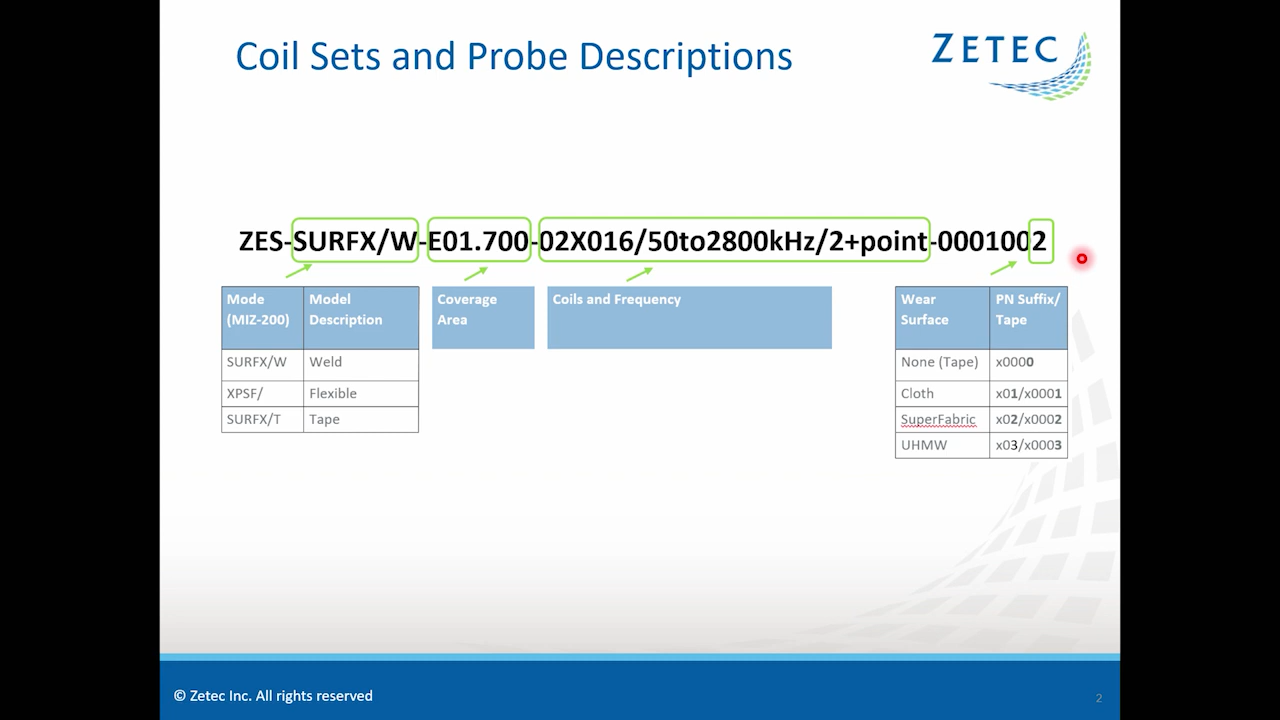 Coil Sets and Probe Descriptions
ZETEC
ZES-SURFX/W-E01.700-02X016/50to2800kHz/2+point-0001002
Mode (MIZ-200) Model Description
SURFX/W Weld
XPSF/ Flexible
SURFX/T Tape
Coverage Area
Coils and Frequency
Wear Surface PN Suffix/ Tape
None (Tape) x0000
Cloth x01/x0001
SuperFabric x02/x0002
UHMW x03/x0003
© Zetec Inc. All rights reserved
2